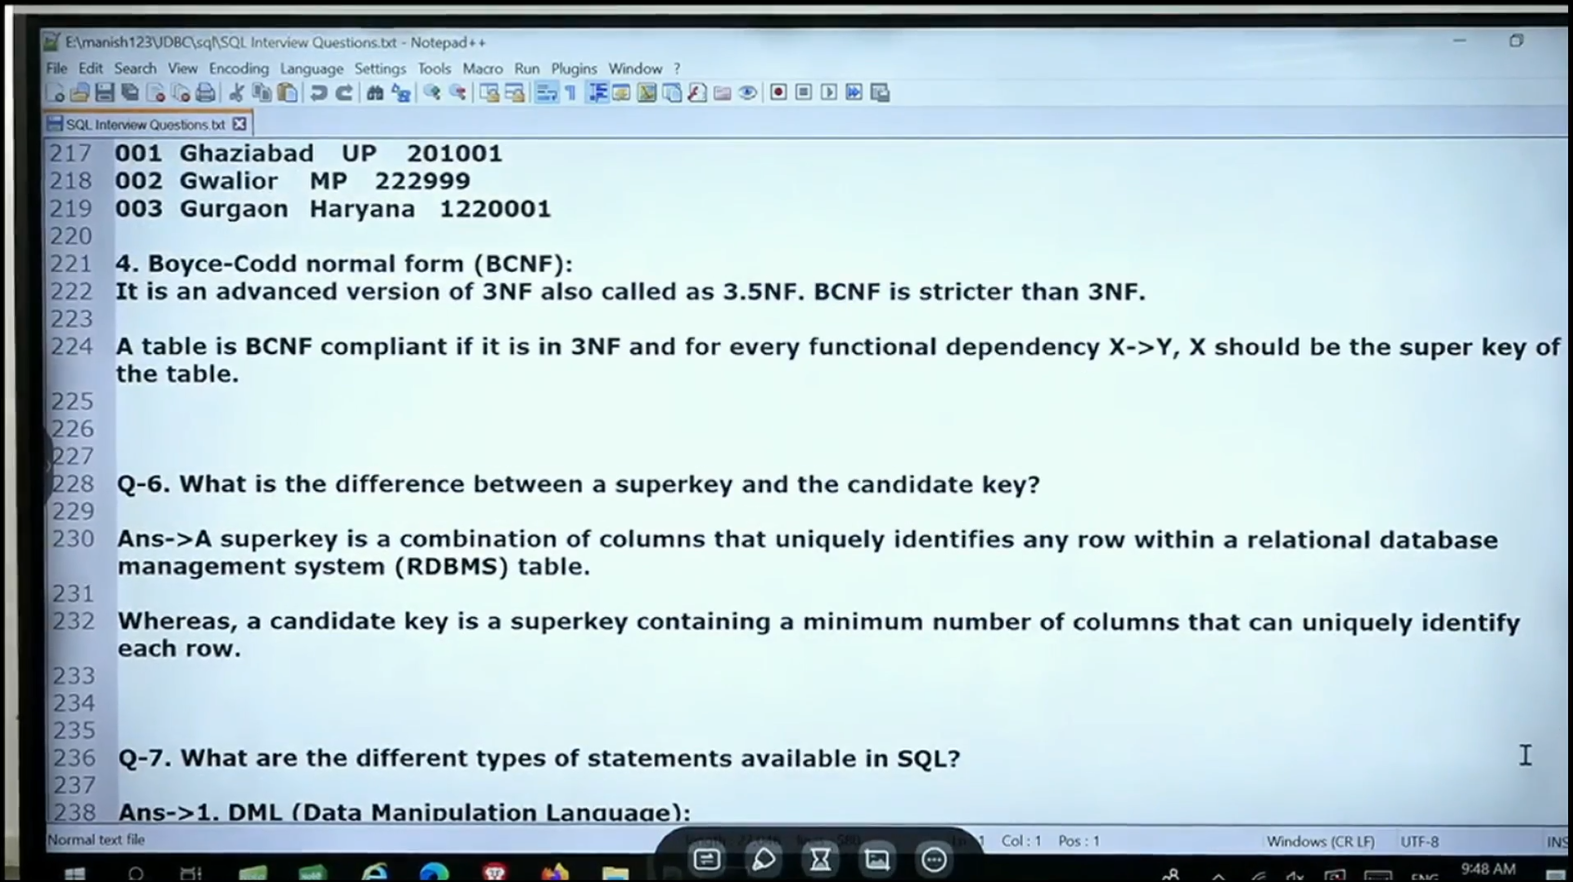 E:\manish123\JDBC\sql\SQL Interview Questions.txt - Notepad++
File Edit Search View Encoding Language Settings Tools Macro Run Plugins Window ?
SQL Interview Questions.txt
217 001 Ghaziabad UP 201001
218 002 Gwalior MP 222999
219 003 Gurgaon Haryana 1220001
220
221 4. Boyce-Codd normal form (BCNF):
222 It is an advanced version of 3NF also called as 3.5NF. BCNF is stricter than 3NF.
223
224 A table is BCNF compliant if it is in 3NF and for every functional dependency X->Y, X should be the super key of
the table.
225
226
227
228 Q-6. What is the difference between a superkey and the candidate key?
229
230 Ans->A superkey is a combination of columns that uniquely identifies any row within a relational database
management system (RDBMS) table.
231
232 Whereas, a candidate key is a superkey containing a minimum number of columns that can uniquely identify
each row.
233
234
235
236 Q-7. What are the different types of statements available in SQL?
237
238 Ans->1. DML (Data Manipulation Language):
Normal text file Col : 1 Pos : 1 Windows (CR LF) UTF-8 INS
ENG 9:48 AM